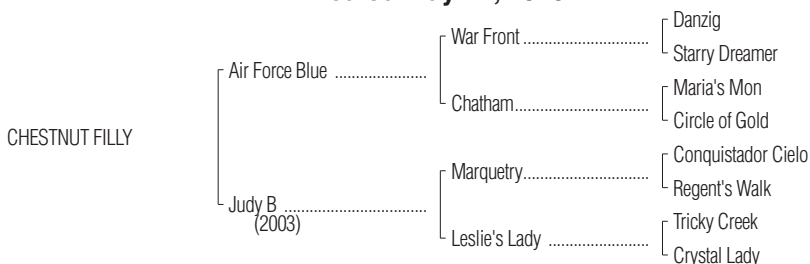 Danzig
War Front ..............................
Starry Dreamer
Air Force Blue ......................
Maria's Mon
Chatham................................
Circle of Gold
CHESTNUT FILLY
Conquistador Cielo
Marquetry..............................
Regent's Walk
Judy B ..................................
(2003)
Tricky Creek
Leslie's Lady ........................
Crystal Lady